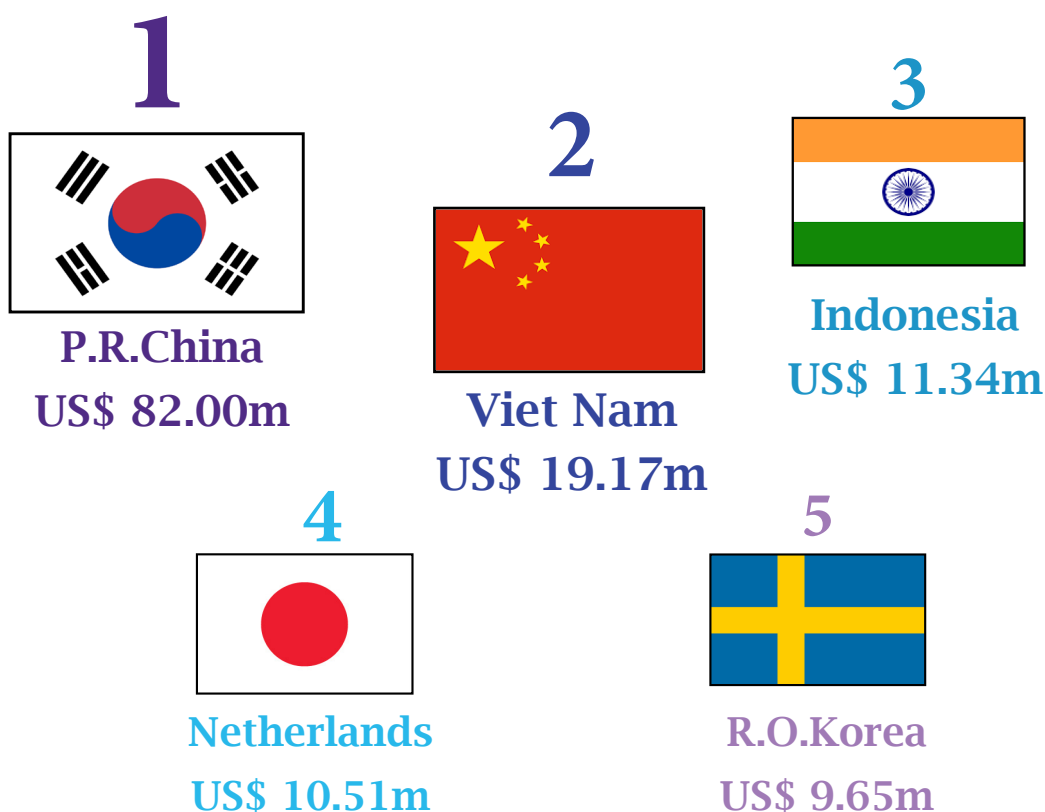 1
P.R.China
US$ 82.00m
2
Viet Nam
US$ 19.17m
3
Indonesia
US$ 11.34m
4
Netherlands
US$ 10.51m
5
R.O.Korea
US$ 9.65m